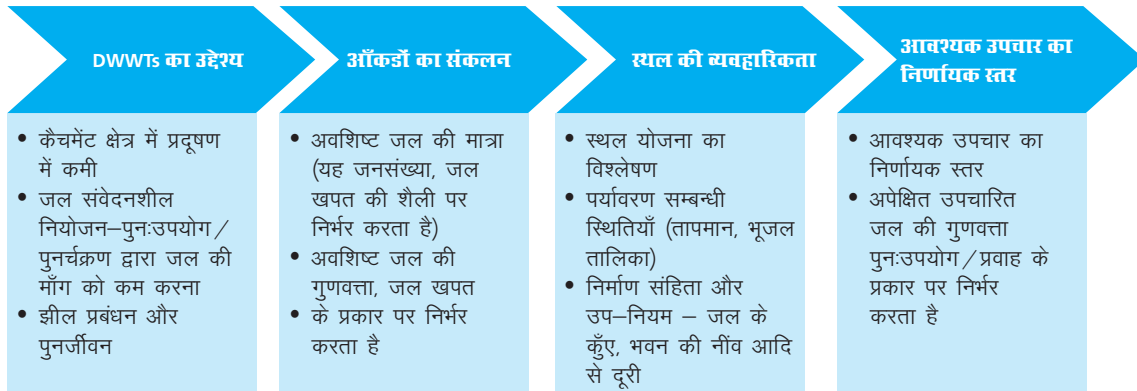 DWWTs का उद्देश्य
• कैचमेंट क्षेत्र में प्रदूषण
में कमी
• जल संवेदनशील
नियोजन–पुनःउपयोग/
पुनर्चक्रण द्वारा जल की
माँग को कम करना
• झील प्रबंधन और
पुनर्जीवन
आँकडों का संकलन
• अवशिष्ट जल की मात्रा
(यह जनसंख्या, जल
खपत की शैली पर
निर्भर करता है)
• अवशिष्ट जल की
गुणवत्ता, जल खपत
• के प्रकार पर निर्भर
करता है
स्थल की व्यवहारिकता
• स्थल योजना का
विश्लेषण
• पर्यावरण सम्बन्धी
स्थितियाँ (तापमान, भूजल
तालिका)
• निर्माण संहिता और
उप–नियम – जल के
कुँए, भवन की नींव आदि
से दूरी
आवश्यक उपचार का
निर्णायक स्तर
• आवश्यक उपचार का
निर्णायक स्तर
• अपेक्षित उपचारित
जल की गुणवत्ता
पुनःउपयोग/प्रवाह के
प्रकार पर निर्भर
करता है